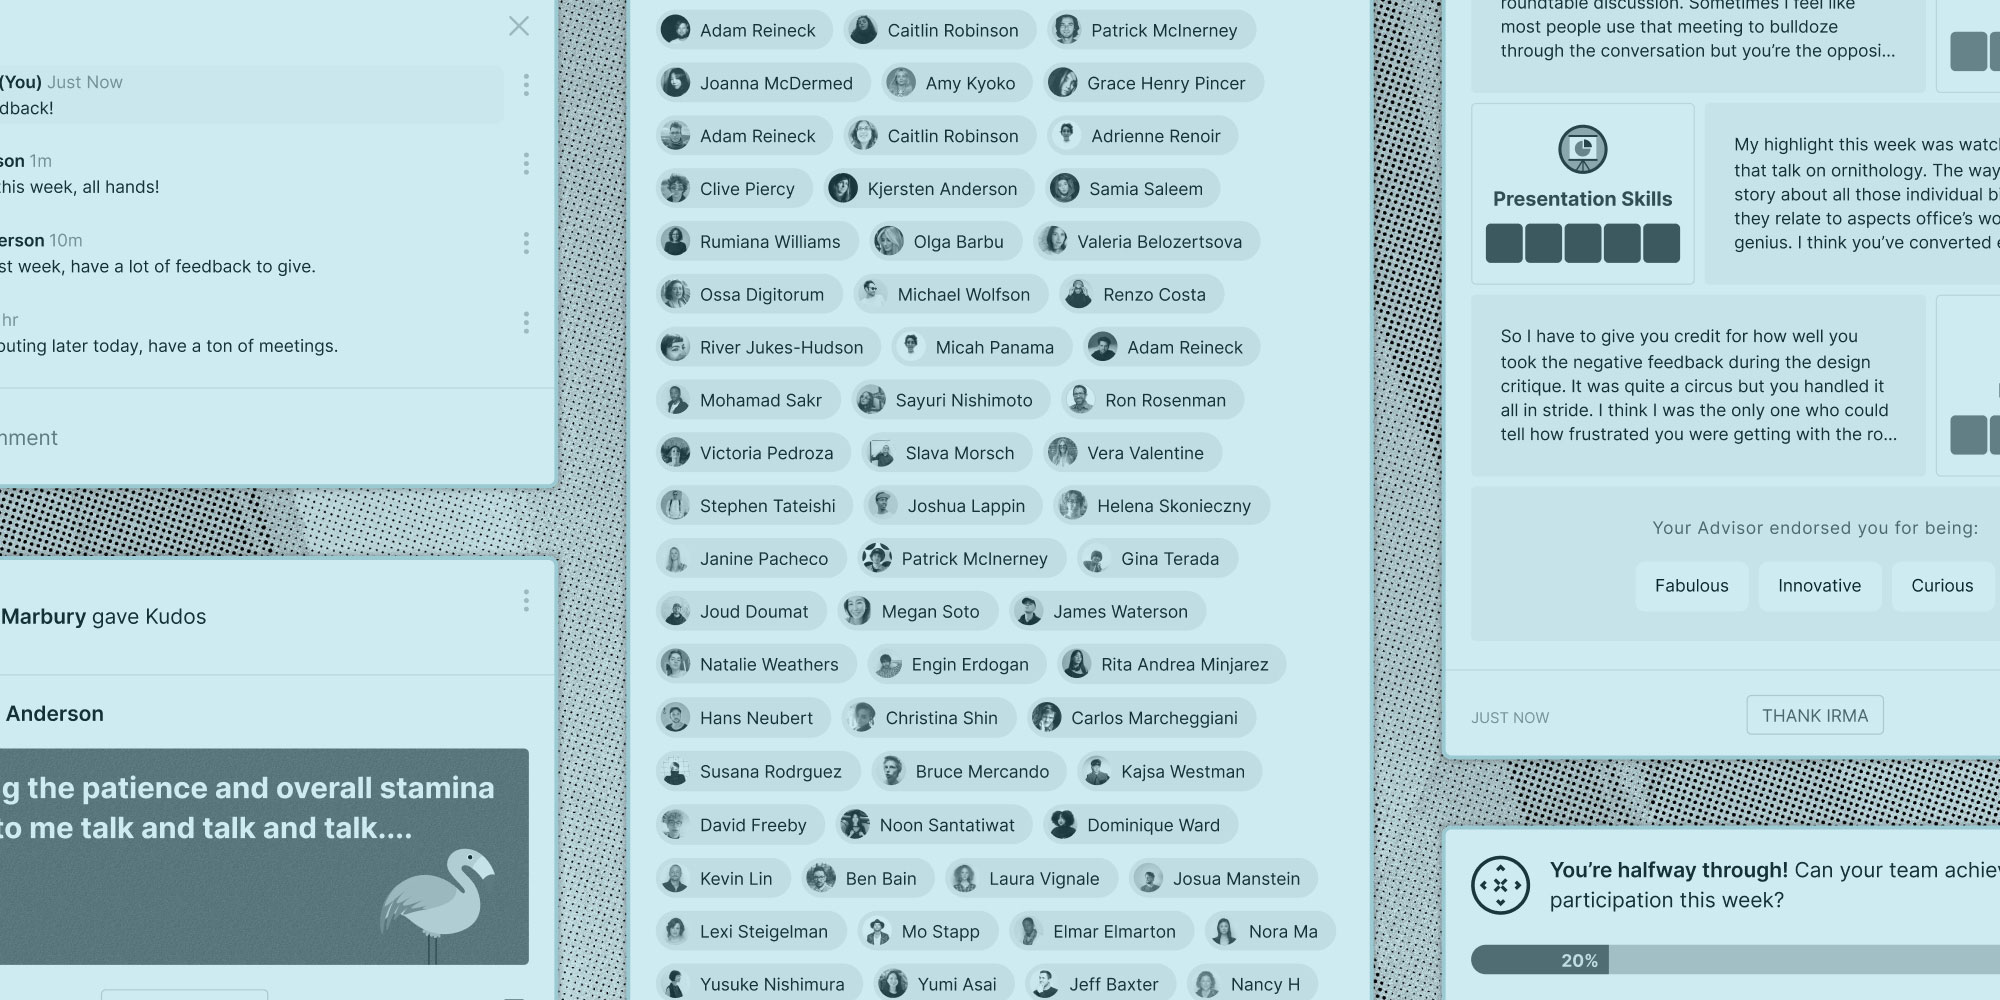 (You) Just Now
dback!
son 1m
this week, all hands!
erson 10m
st week, have a lot of feedback to give.
hr
outing later today, have a ton of meetings.
mment
Marbury gave Kudos
Anderson
g the patience and overall stamina
to me talk and talk and talk....
Adam Reineck Caitlin Robinson Patrick McInerney
Joanna McDermed Amy Kyoko Grace Henry Pincer
Adam Reineck Caitlin Robinson Adrienne Renoir
Clive Piercy Kjersten Anderson Samia Saleem
Rumiana Williams Olga Barbu Valeria Belozertsova
Ossa Digitorum Michael Wolfson Renzo Costa
River Jukes-Hudson Micah Panama Adam Reineck
Mohamad Sakr Sayuri Nishimoto Ron Rosenman
Victoria Pedroza Slava Morsch Vera Valentine
Stephen Tateishi Joshua Lappin Helena Skonieczny
Janine Pacheco Patrick McInerney Gina Terada
Joud Doumat Megan Soto James Waterson
Natalie Weathers Engin Erdogan Rita Andrea Minjarez
Hans Neubert Christina Shin Carlos Marcheggiani
Susana Rodrguez Bruce Mercando Kajsa Westman
David Freeby Noon Santatiwat Dominique Ward
Kevin Lin Ben Bain Laura Vignale Josua Manstein
Lexi Steigelman Mo Stapp Elmar Elmarton Nora Ma
Yusuke Nishimura Yumi Asai Jeff Baxter Nancy H
roundtable discussion. Sometimes I feel like
most people use that meeting to bulldoze
through the conversation but you’re the opposi...
Presentation Skills
My highlight this week was watc
that talk on ornithology. The way
story about all those individual b
they relate to aspects office’s wo
genius. I think you’ve converted
So I have to give you credit for how well you
took the negative feedback during the design
critique. It was quite a circus but you handled it
all in stride. I think I was the only one who could
tell how frustrated you were getting with the ro...
Your Advisor endorsed you for being:
Fabulous Innovative Curious
JUST NOW THANK IRMA
You’re halfway through! Can your team achiev
participation this week?
20%